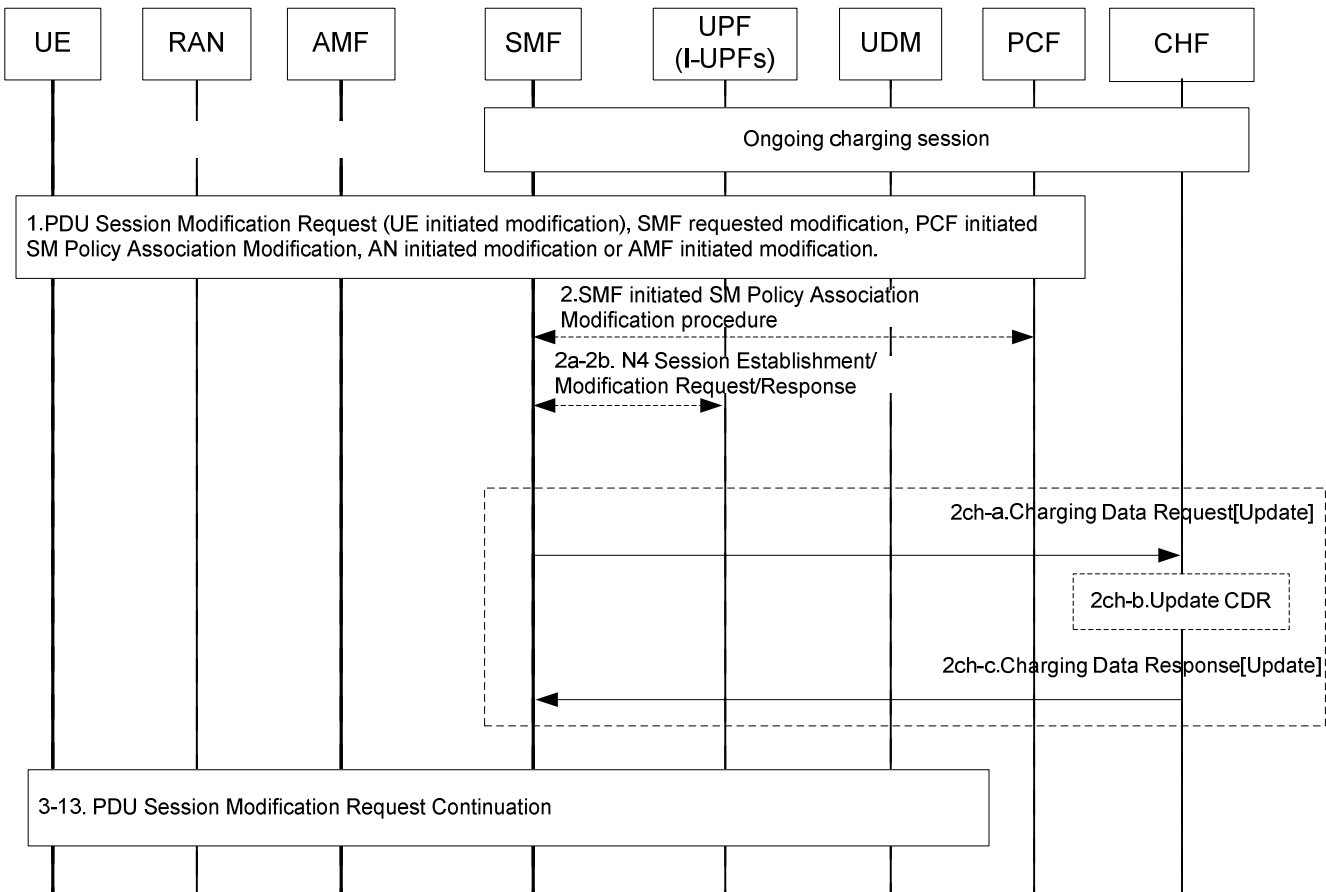 UE
RAN
AMF
SMF
UPF
(I-UPFs)
UDM
PCF
CHF
Ongoing charging session
1.PDU Session Modification Request (UE initiated modification), SMF requested modification, PCF initiated
SM Policy Association Modification, AN initiated modification or AMF initiated modification.
2.SMF initiated SM Policy Association
Modification procedure
2a-2b. N4 Session Establishment/
Modification Request/Response
2ch-a.Charging Data Request[Update]
2ch-b.Update CDR
2ch-c.Charging Data Response[Update]
3-13. PDU Session Modification Request Continuation